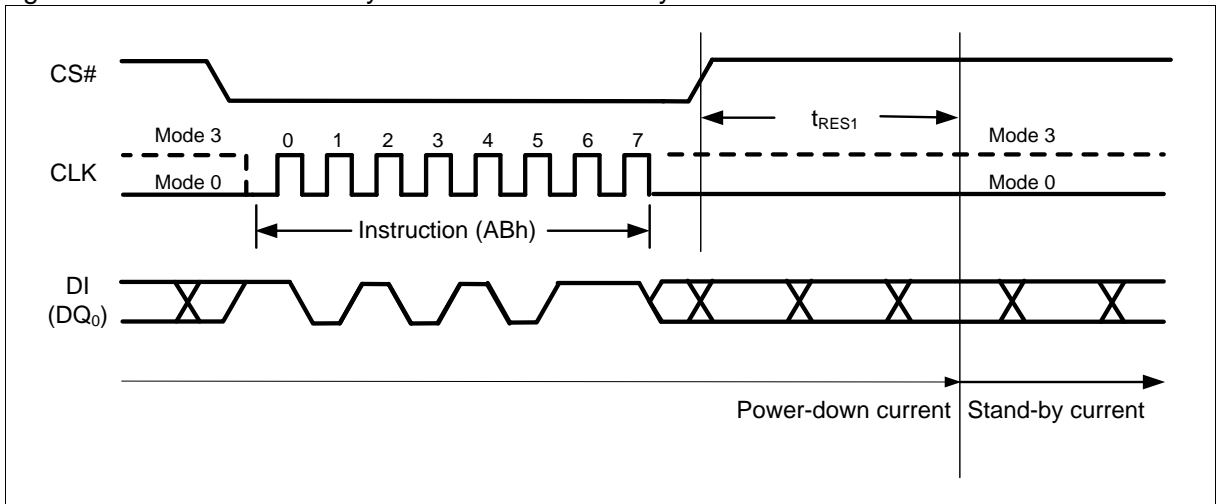 CS#
tRES1
Mode 3
0 1 2 3 4 5 6 7
Mode 3
CLK
Mode 0
Mode 0
Instruction (ABh)
DI
(DQ0)
Power-down current
Stand-by current